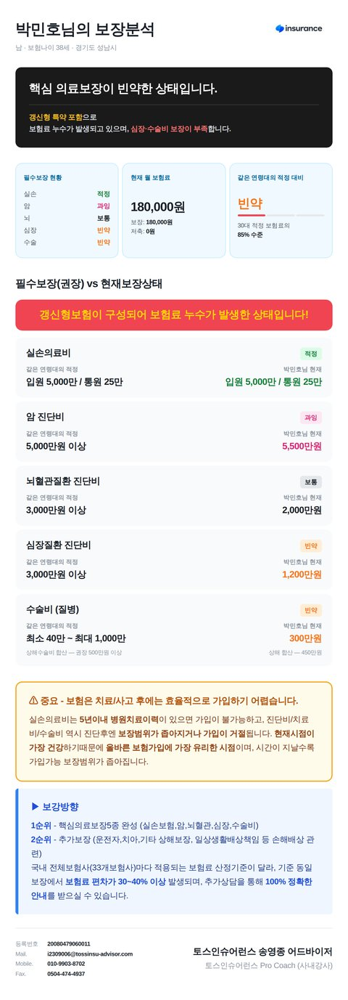 박민호님의 보장분석
insurance
남 · 보험나이 38세 · 경기도 성남시
핵심 의료보장이 빈약한 상태입니다.
갱신형 특약 포함으로
보험료 누수가 발생되고 있으며, 심장·수술비 보장이 부족합니다.
필수보장 현황
실손 적정
암 과잉
뇌 보통
심장 빈약
수술 빈약
현재 월 보험료
180,000원
보장: 180,000원
저축: 0원
같은 연령대의 적정 대비
빈약
30대 적정 보험료의
85% 수준
필수보장(권장) vs 현재보장상태
갱신형보험이 구성되어 보험료 누수가 발생한 상태입니다!
실손의료비 적정
같은 연령대의 적정 박민호님 현재
입원 5,000만 / 통원 25만 입원 5,000만 / 통원 25만
암 진단비 과잉
같은 연령대의 적정 박민호님 현재
5,000만원 이상 5,500만원
뇌혈관질환 진단비 보통
같은 연령대의 적정 박민호님 현재
3,000만원 이상 2,000만원
심장질환 진단비 빈약
같은 연령대의 적정 박민호님 현재
3,000만원 이상 1,200만원
수술비 (질병) 빈약
같은 연령대의 적정 박민호님 현재
최소 40만 ~ 최대 1,000만 300만원
상해수술비 합산 — 권장 500만원 이상 상해 합산 — 450만원
⚠ 중요 - 보험은 치료/사고 후에는 효율적으로 가입하기 어렵습니다.
실손의료비는 5년이내 병원치료이력이 있으면 가입이 불가능하고, 진단비/치료
비/수술비 역시 진단후엔 보장범위가 좁아지거나 가입이 거절됩니다. 현재시점이
가장 건강하기때문에 올바른 보험가입에 가장 유리한 시점이며, 시간이 지날수록
가입가능 보장범위가 좁아집니다.
▶ 보강방향
1순위 - 핵심의료보장5종 완성 (실손보험,암,뇌혈관,심장,수술비)
2순위 - 추가보장 (운전자,치아,기타 상해보장, 일상생활배상책임 등 손해배상 관
련)
국내 전체보험사(33개보험사)마다 적용되는 보험료 산정기준이 달라, 기준 동일
보장에서 보험료 편차가 30~40% 이상 발생되며, 추가상담을 통해 100% 정확한
안내를 받으실 수 있습니다.
등록번호 20080479060011
Mail. i2309006@tossinsu-advisor.com
Mobile. 010-9903-8702
Fax. 0504-474-4937
토스인슈어런스 송영종 어드바이저
토스인슈어런스 Pro Coach (사내강사)